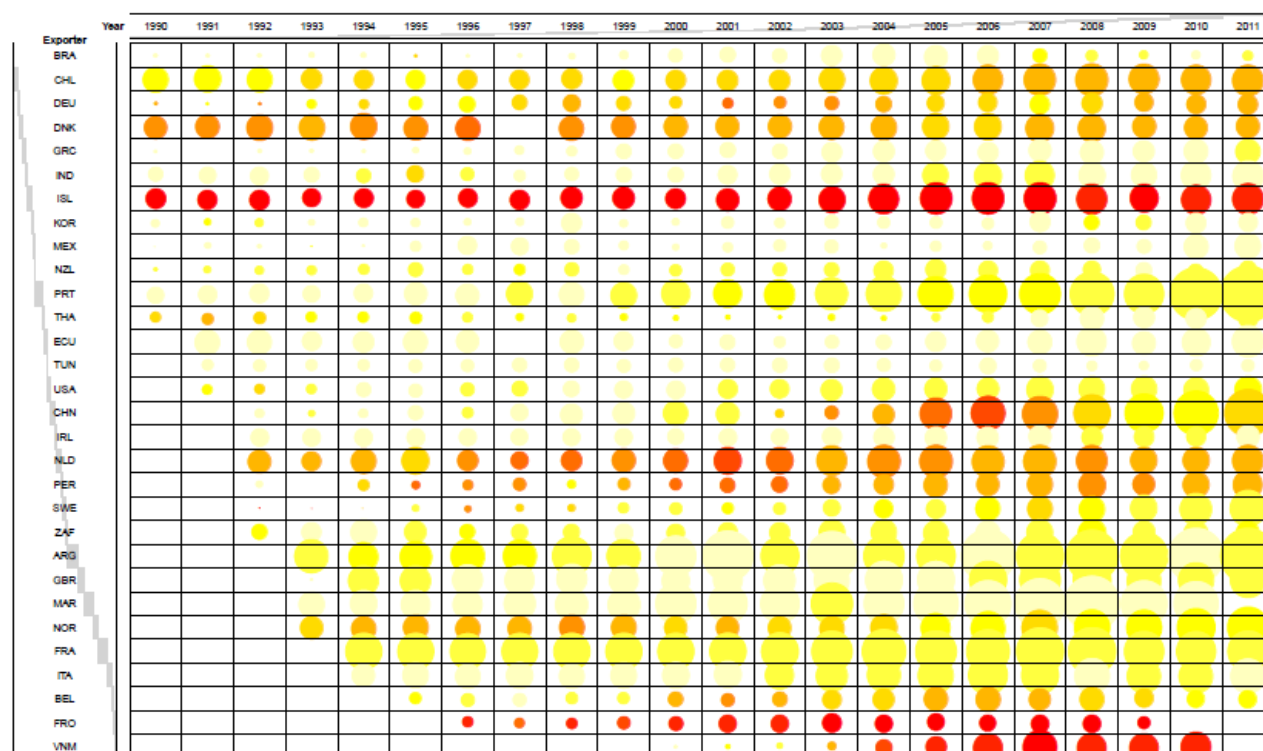 Year 1990 1991 1992 1993 1994 1995 1996 1997 1998 1999 2000 2001 2002 2003 2004 2005 2006 2007 2008 2009 2010 2011
Exporter
BRA
CHL
DEU
DNK
GRC
IND
ISL
KOR
MEX
NZL
PRT
THA
ECU
TUN
USA
CHN
IRL
NLD
PER
SWE
ZAF
ARG
GBR
MAR
NOR
FRA
ITA
BEL
FRO
VNM